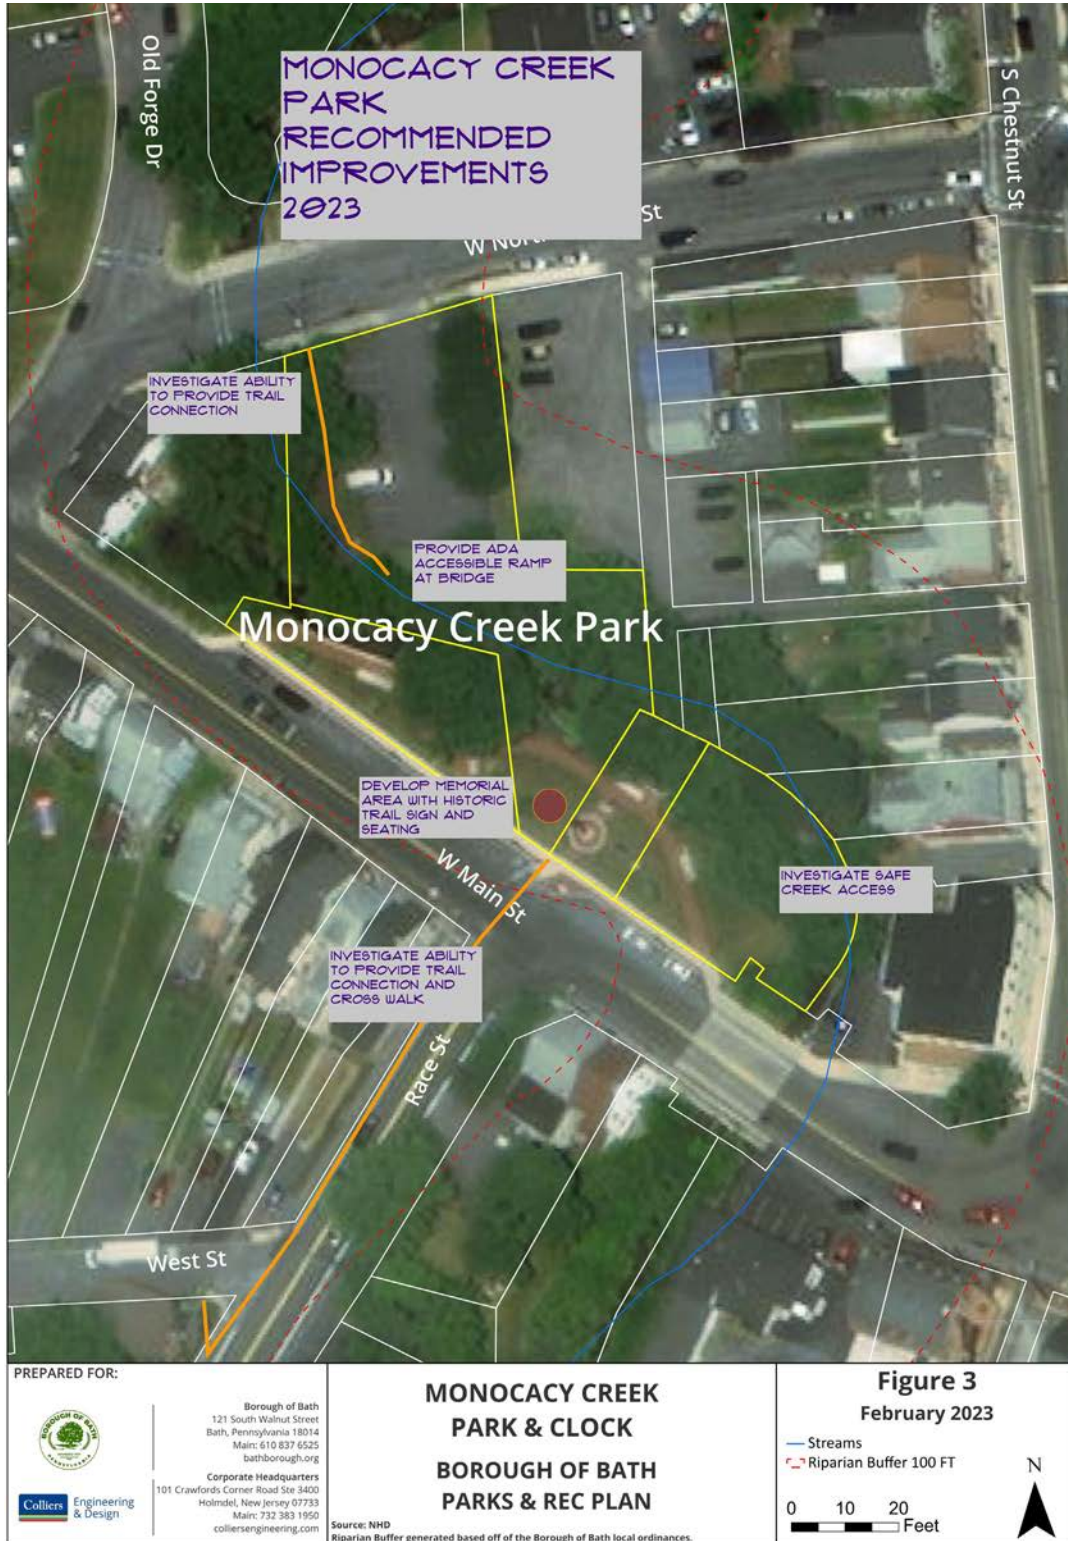 MONOCACY CREEK
PARK
RECOMMENDED
IMPROVEMENTS
2023
Old Forge Dr
S Chestnut St
W Nort
St
INVESTIGATE ABILITY
TO PROVIDE TRAIL
CONNECTION
PROVIDE ADA
ACCESSIBLE RAMP
AT BRIDGE
Monocacy Creek Park
DEVELOP MEMORIAL
AREA WITH HISTORIC
TRAIL SIGN AND
SEATING
W Main St
INVESTIGATE SAFE
CREEK ACCESS
INVESTIGATE ABILITY
TO PROVIDE TRAIL
CONNECTION AND
CROSS WALK
Race St
West St
PREPARED FOR:
BOROUGH OF BATH
PENNSYLVANIA
Borough of Bath
121 South Walnut Street
Bath, Pennsylvania 18014
Main: 610 837 6525
bathborough.org
Colliers
Engineering
& Design
Corporate Headquarters
101 Crawfords Corner Road Ste 3400
Holmdel, New Jersey 07733
Main: 732 383 1950
colliersengineering.com
MONOCACY CREEK
PARK & CLOCK
BOROUGH OF BATH
PARKS & REC PLAN
Source: NHD
Riparian Buffer generated based off of the Borough of Bath local ordinances.
Figure 3
February 2023
Streams
Riparian Buffer 100 FT
N
0 10 20
Feet